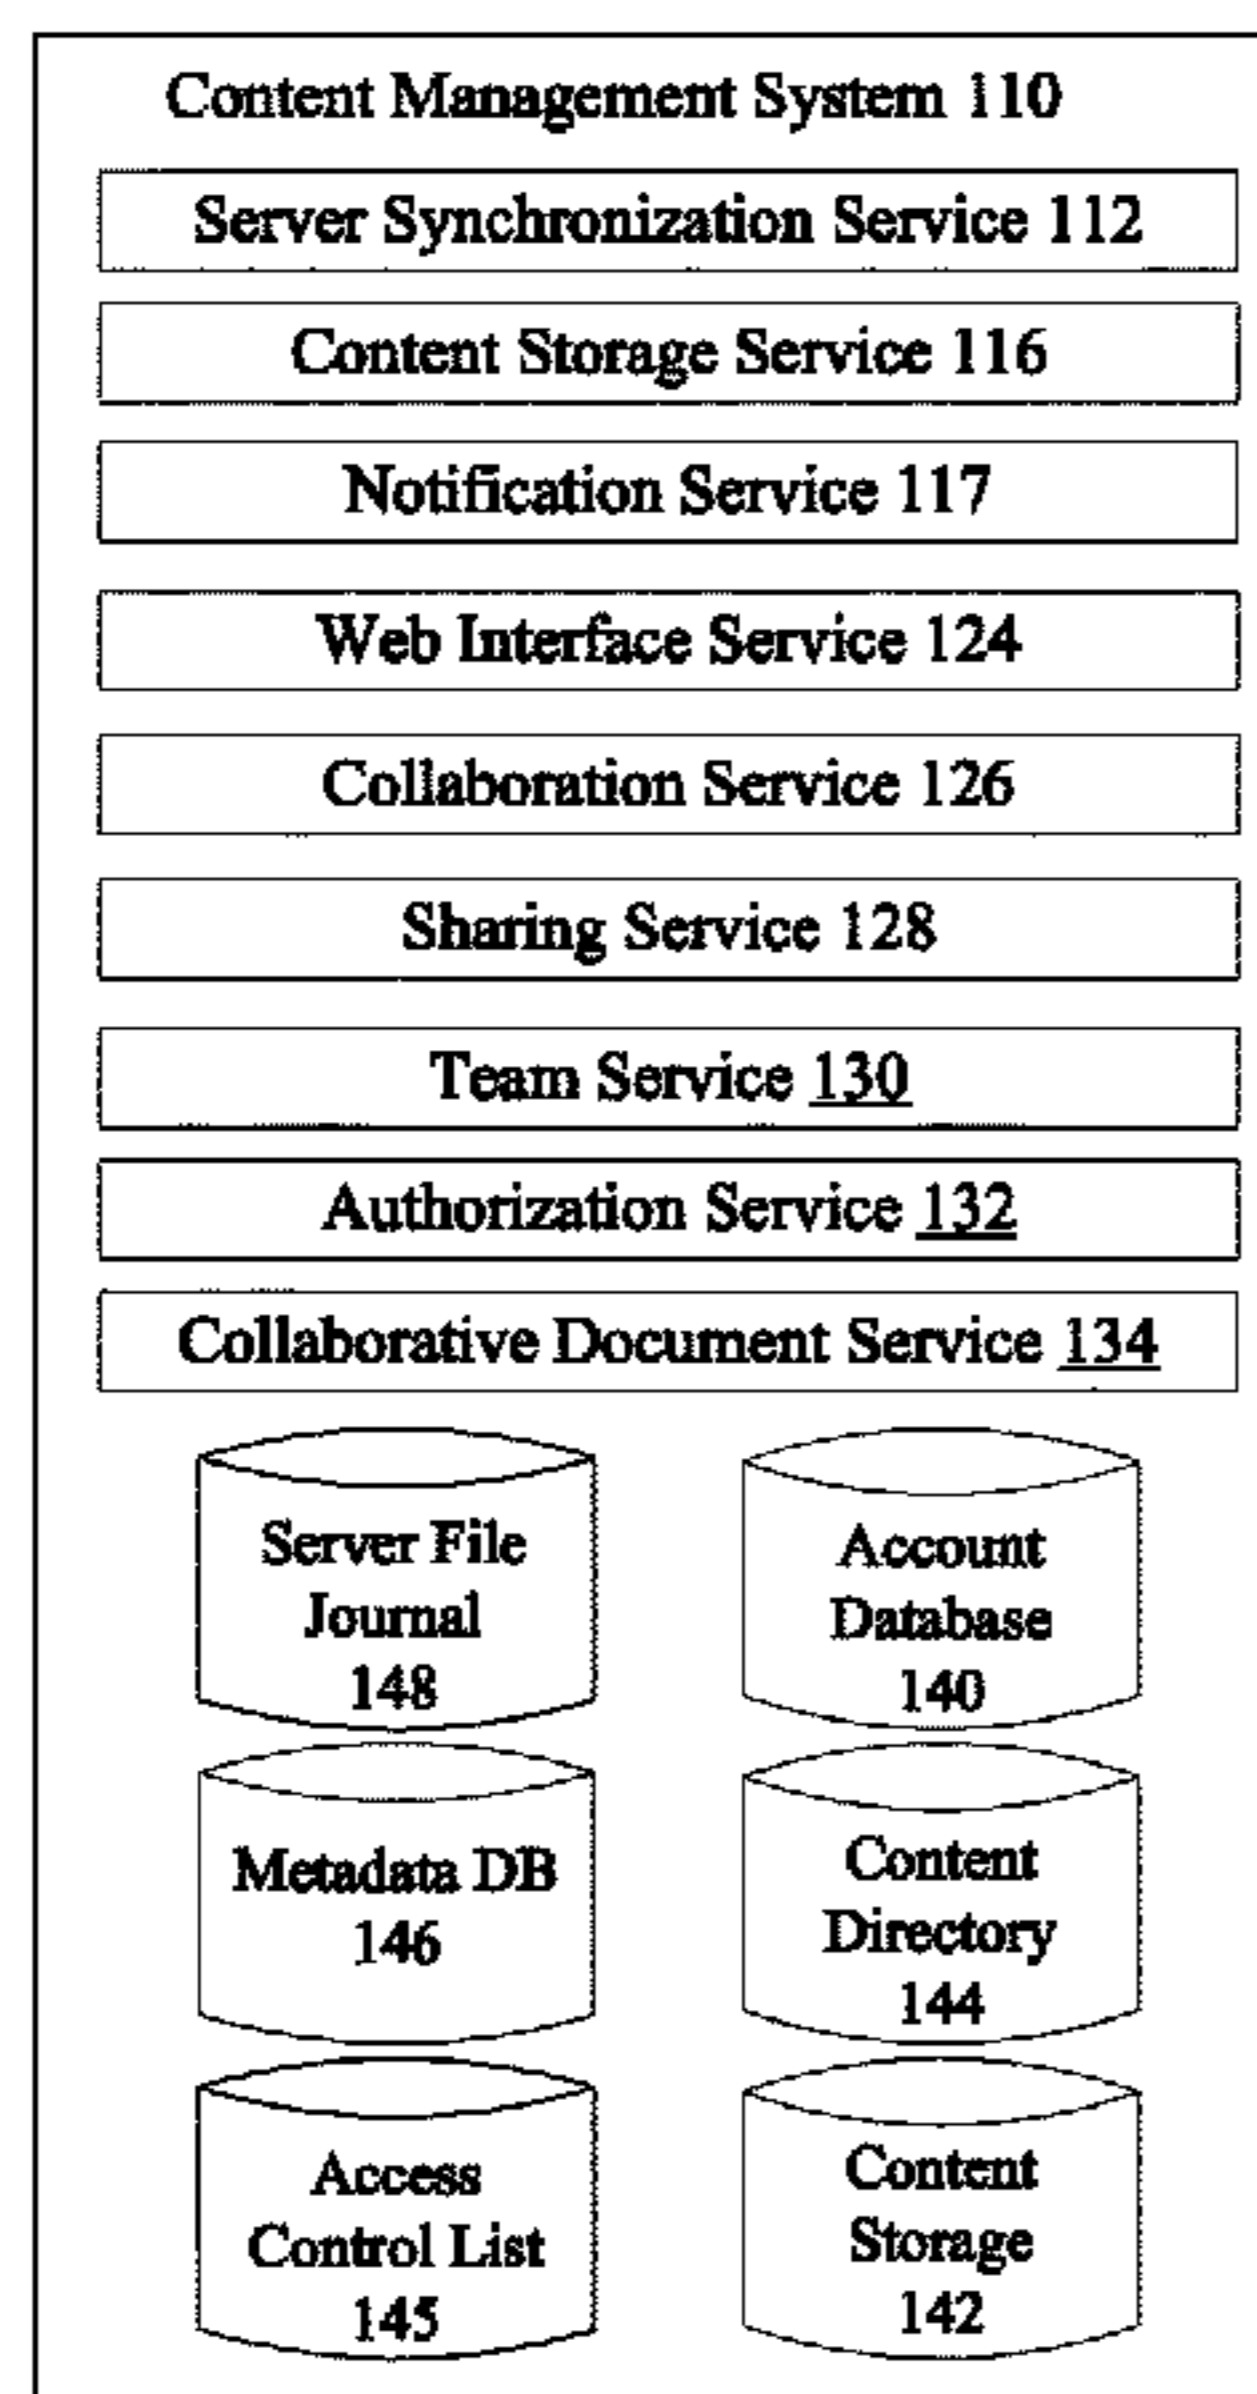 Content Management System 110
Server Synchronization Service 112
Content Storage Service 116
Notification Service 117
Web Interface Service 124
Collaboration Service 126
Sharing Service 128
Team Service 130
Authorization Service 132
Collaborative Document Service 134
Server File
Journal
148
Account
Database
140
Metadata DB
146
Content
Directory
144
Access
Control List
145
Content
Storage
142